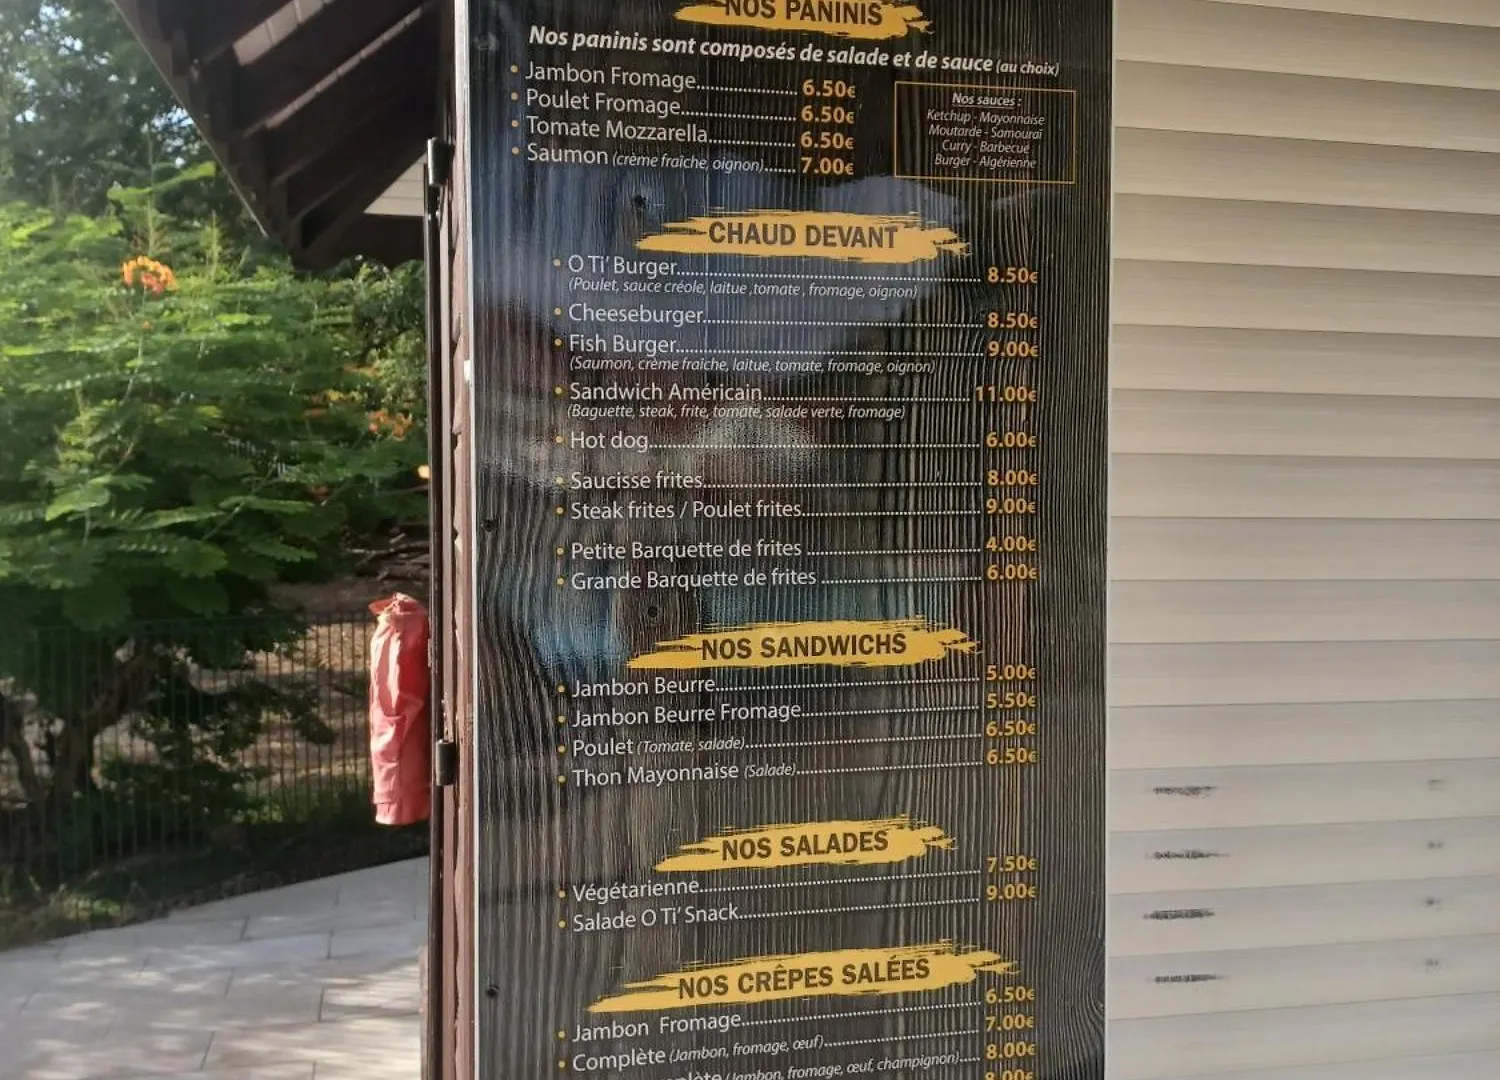 NOS PANINIS
Nos paninis sont composés de salade et de sauce (au choix)
• Jambon Fromage 6.50€
• Poulet Fromage 6.50€
• Tomate Mozzarella 6.50€
• Saumon (crème fraîche, oignon) 7.00€
Nos sauces :
Ketchup - Mayonnaise
Moutarde - Samouraï
Curry - Barbecue
Burger - Algérienne
CHAUD DEVANT
• O Ti' Burger 8.50€
(Poulet, sauce créole, laitue ,tomate , fromage, oignon)
• Cheeseburger 8.50€
• Fish Burger 9.00€
(Saumon, crème fraîche, laitue, tomate, fromage, oignon)
• Sandwich Américain 11.00€
(Baguette, steak, frite, tomate, salade verte, fromage)
• Hot dog 6.00€
• Saucisse frites 8.00€
• Steak frites / Poulet frites 9.00€
• Petite Barquette de frites 4.00€
• Grande Barquette de frites 6.00€
NOS SANDWICHS
• Jambon Beurre 5.00€
• Jambon Beurre Fromage 5.50€
• Poulet (Tomate, salade) 6.50€
• Thon Mayonnaise (Salade) 6.50€
NOS SALADES
• Végétarienne 7.50€
• Salade O Ti' Snack 9.00€
NOS CRÊPES SALÉES
• Jambon Fromage 6.50€
• Complète (Jambon, fromage, œuf) 7.00€
(Jambon, fromage, œuf, champignon) 8.00€
8.00€